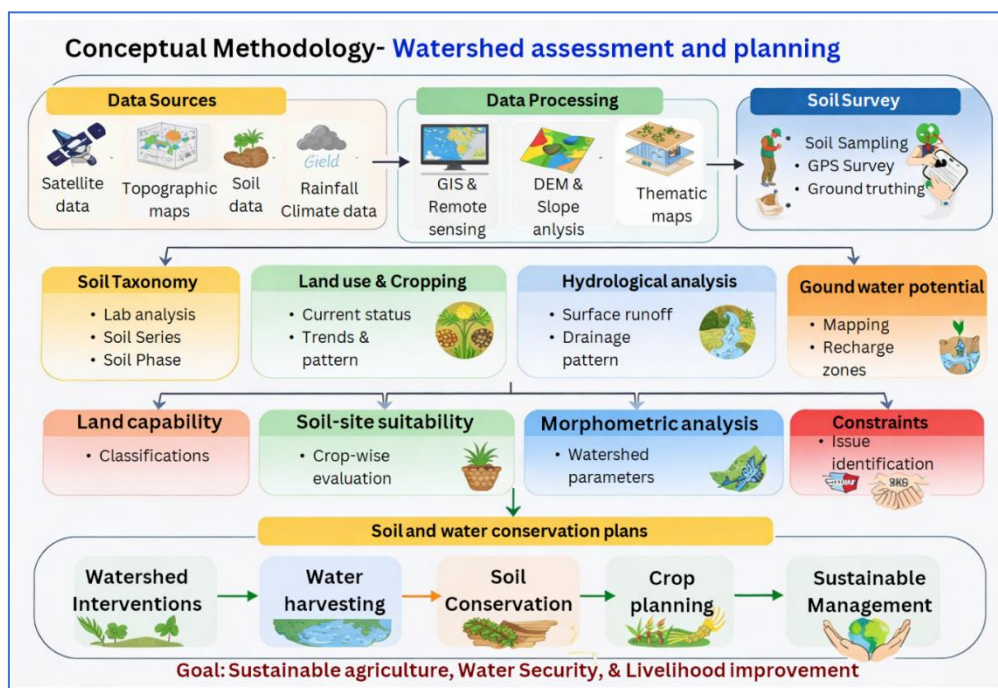 Conceptual Methodology- Watershed assessment and planning
Data Sources
Satellite
data
Topographic
maps
Soil
data
Gield
Rainfall
Climate data
Data Processing
GIS &
Remote
sensing
DEM &
Slope
anlysis
Thematic
maps
Soil Survey
• Soil Sampling
• GPS Survey
• Ground truthing
•
Soil Taxonomy
• Lab analysis
• Soil Series
• Soil Phase
Land use & Cropping
• Current status
• Trends &
pattern
Hydrological analysis
• Surface runoff
• Drainage
pattern
Gound water potential
• Mapping
• Recharge
zones
Land capability
• Classifications
Soil-site suitability
• Crop-wise
evaluation
Morphometric analysis
• Watershed
parameters
Constraints
• Issue
identification
Soil and water conservation plans
Watershed
Interventions
Water
harvesting
Soil
Conservation
Crop
planning
Sustainable
Management
Goal: Sustainable agriculture, Water Security, & Livelihood improvement